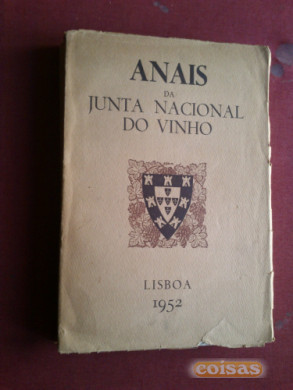 ANAIS
DA
JUNTA NACIONAL
DO VINHO
LISBOA
1952
coisas